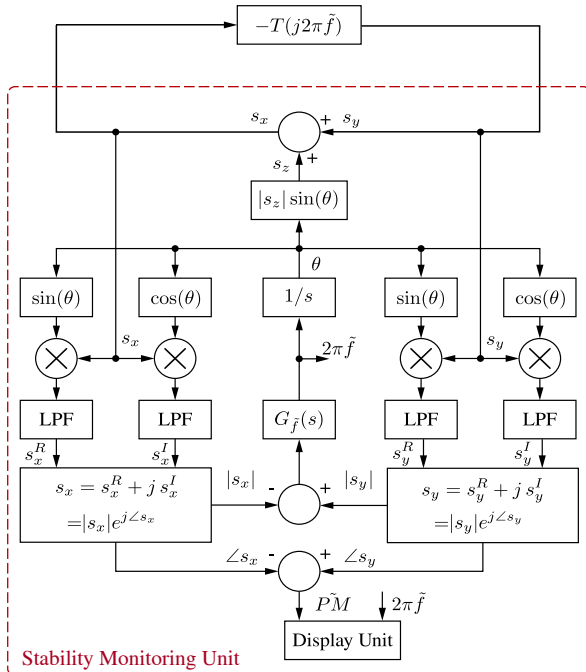 −T(j2πf̃)
s_x + s_y
s_z +
|s_z| sin(θ)
θ
sin(θ) cos(θ) 1/s sin(θ) cos(θ)
s_x 2πf̃ s_y
LPF LPF G_f̃(s) LPF LPF
s_x^R s_x^I s_y^R s_y^I
|s_x| |s_y|
s_x = s_x^R + j s_x^I - + s_y = s_y^R + j s_y^I
=|s_x|e^{j∠s_x} =|s_y|e^{j∠s_y}
∠s_x - + ∠s_y
P̃M 2πf̃
Display Unit
Stability Monitoring Unit